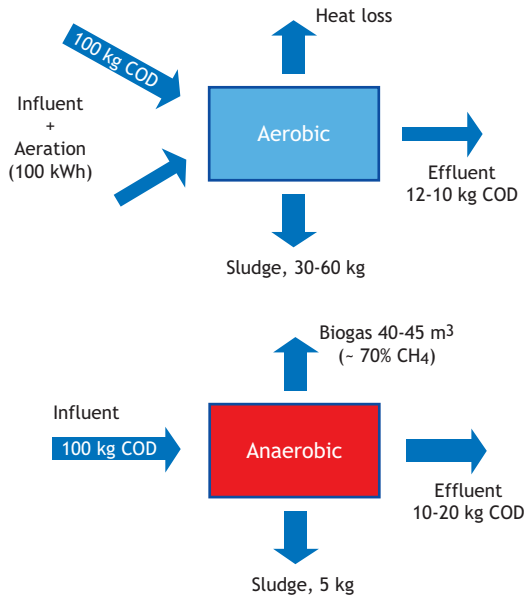 Heat loss
100 kg COD
Influent
+
Aeration
(100 kWh)
Aerobic
Effluent
12-10 kg COD
Sludge, 30-60 kg
Biogas 40-45 m³
(~ 70% CH₄)
Influent
100 kg COD
Anaerobic
Effluent
10-20 kg COD
Sludge, 5 kg